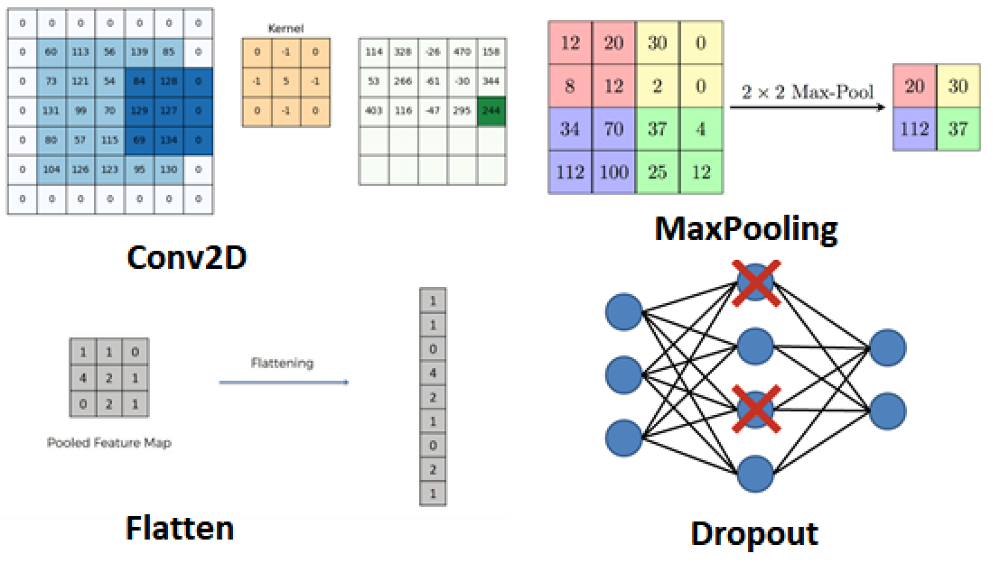 Kernel
0 0 0 0 0 0 0
0 60 113 56 139 85 0
0 73 121 54 84 128 0
0 131 99 70 129 127 0
0 80 57 115 69 134 0
0 104 126 123 95 130 0
0 0 0 0 0 0 0
0 -1 0
-1 5 -1
0 -1 0
114 328 -26 470 158
53 266 -61 -30 344
403 116 -47 295 244
Conv2D
12 20 30 0
8 12 2 0
34 70 37 4
112 100 25 12
2 × 2 Max-Pool
20 30
112 37
MaxPooling
1 1 0
4 2 1
0 2 1
Pooled Feature Map
Flattening
1
1
0
4
2
1
0
2
1
Flatten
Dropout